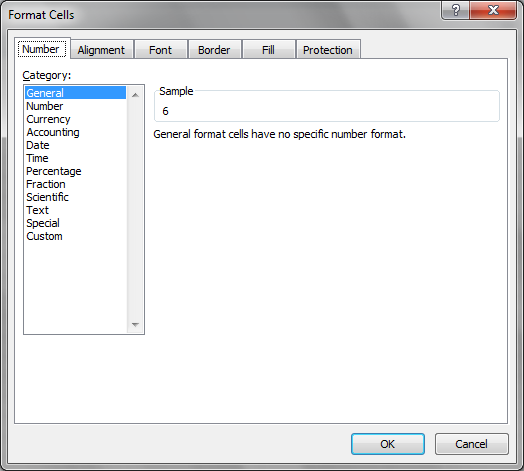 Format Cells
?
Number Alignment Font Border Fill Protection
Category:
General
Number
Currency
Accounting
Date
Time
Percentage
Fraction
Scientific
Text
Special
Custom
Sample
6
General format cells have no specific number format.
OK Cancel